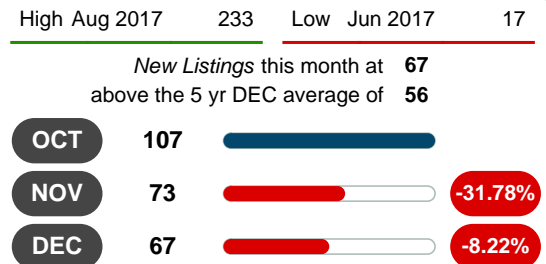 High Aug 2017 233 Low Jun 2017 17
New Listings this month at 67
above the 5 yr DEC average of 56
OCT 107
NOV 73 -31.78%
DEC 67 -8.22%